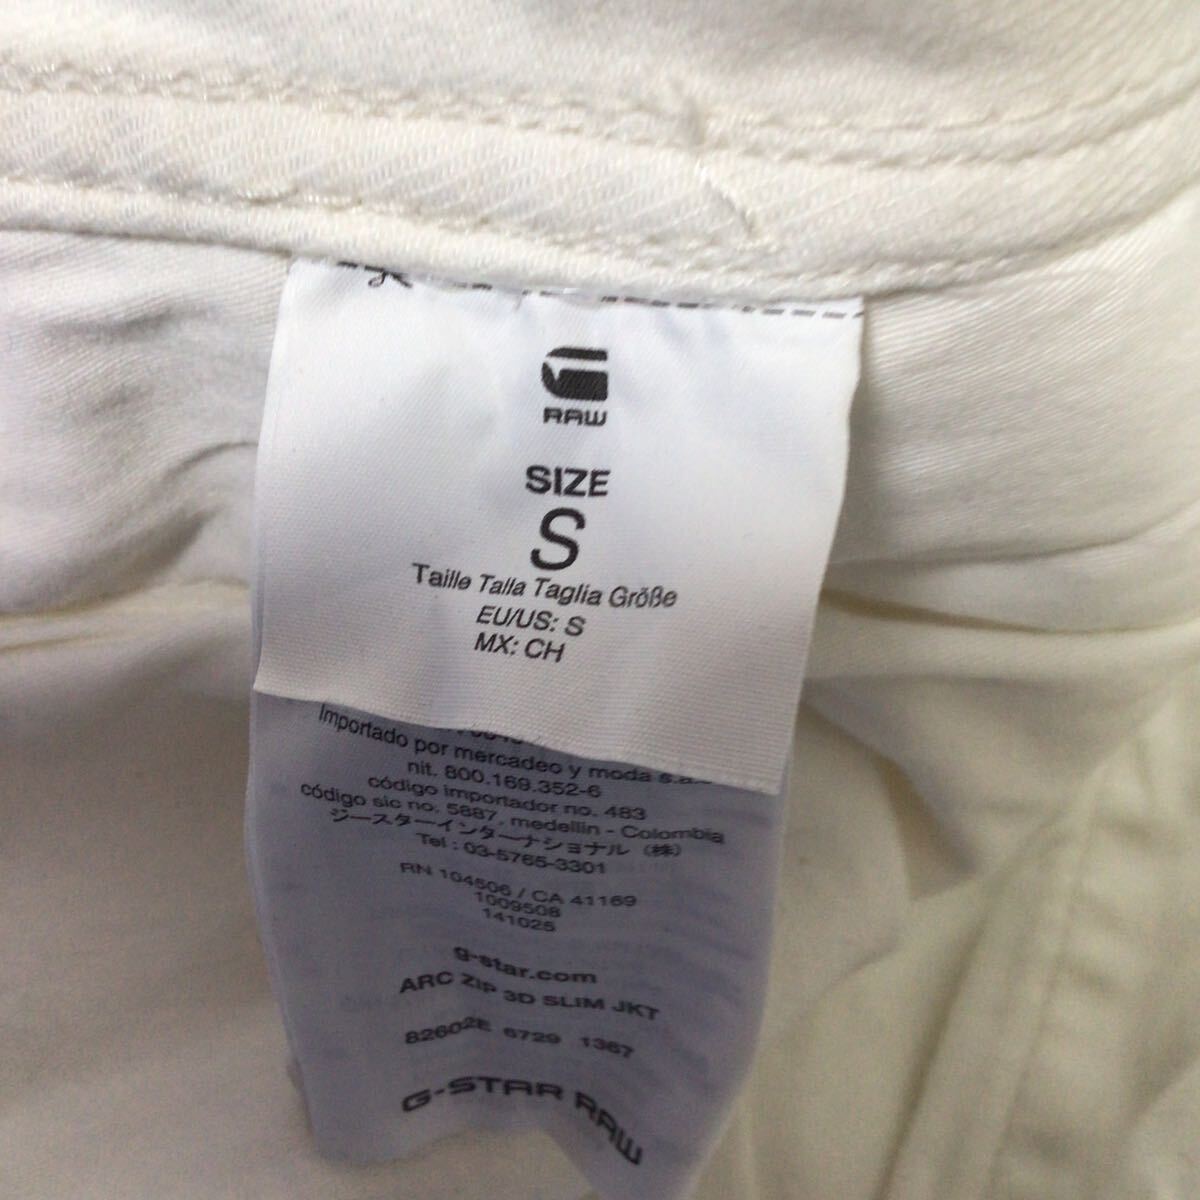 RAW
SIZE
S
Taille Talla Taglia Größe
EU/US: S
MX: CH
Importado por mercadeo y moda s.a.
nit. 800.169.352-6
código importador no. 483
código sic no. 5887, medellin - Colombia
ジースターインターナショナル（株）
Tel : 03-5765-3301
RN 104506 / CA 41169
1009508
141025
g-star.com
ARC ZIP 3D SLIM JKT
82602E 6729 1367
G-STAR RAW